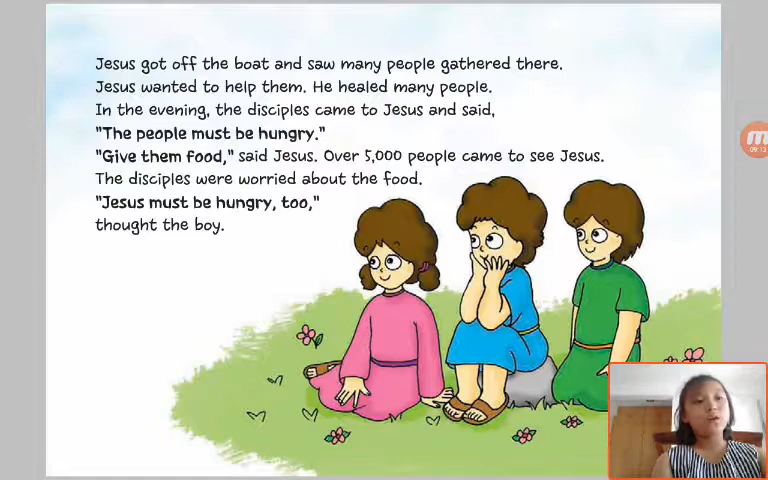 Jesus got off the boat and saw many people gathered there.
Jesus wanted to help them. He healed many people.
In the evening, the disciples came to Jesus and said,
"The people must be hungry."
"Give them food," said Jesus. Over 5,000 people came to see Jesus.
The disciples were worried about the food.
"Jesus must be hungry, too,"
thought the boy.
09:13